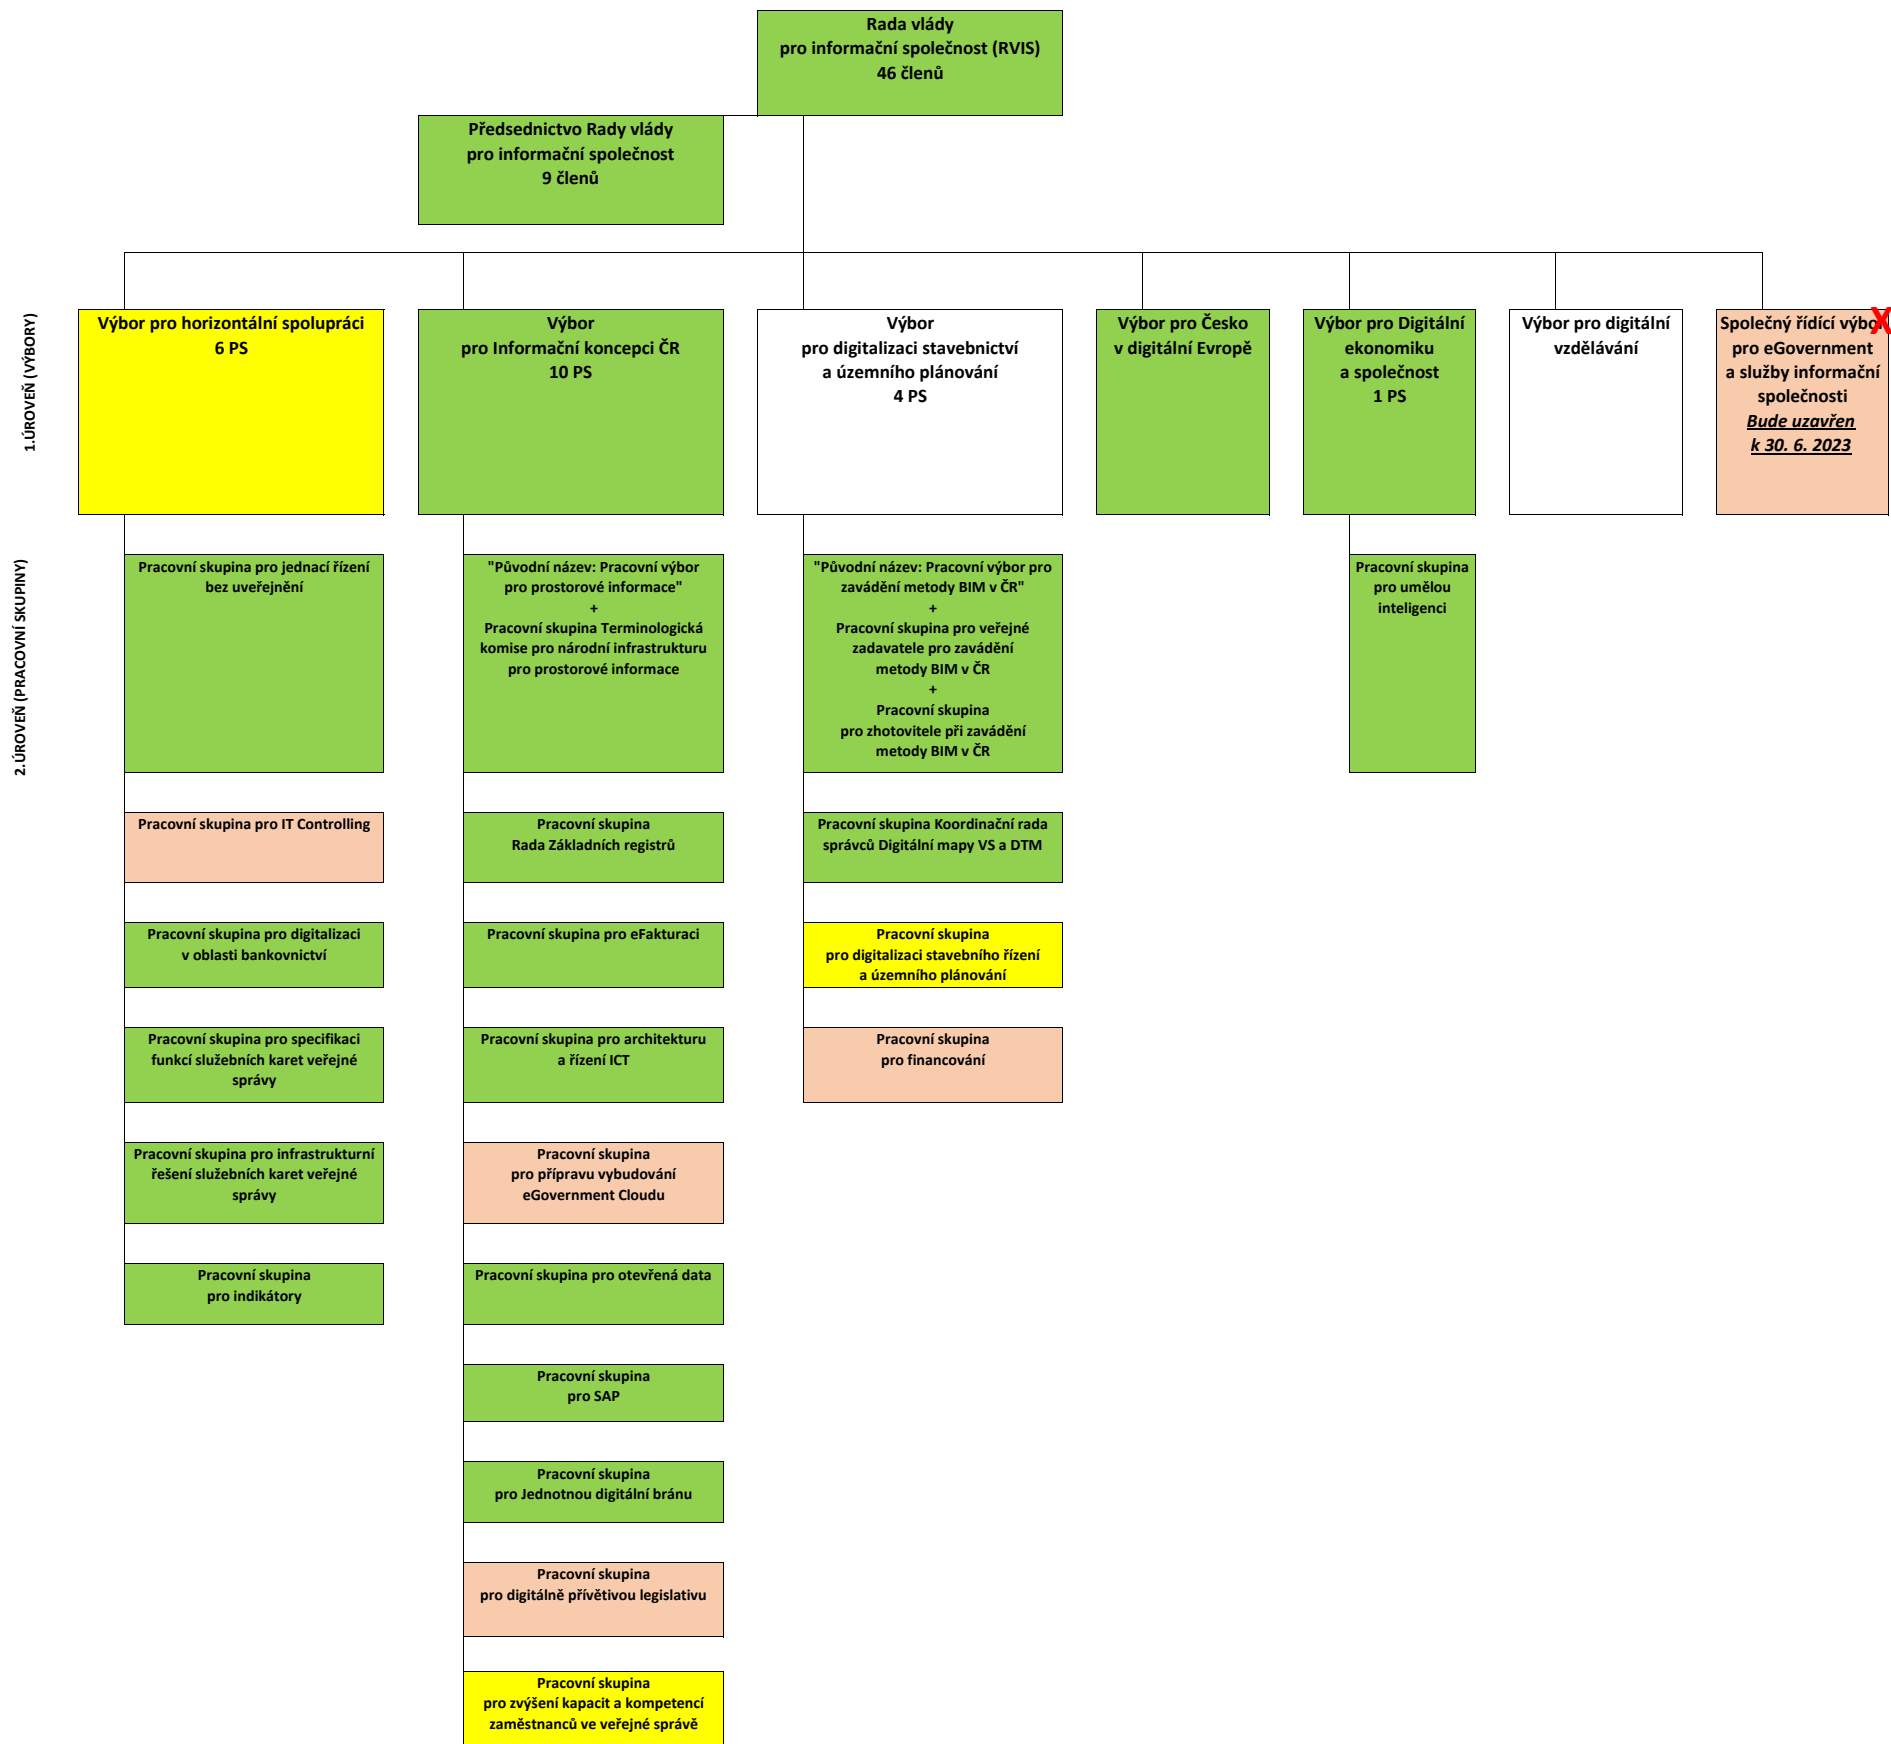 Rada vlády
pro informační společnost (RVIS)
46 členů
Předsednictvo Rady vlády
pro informační společnost
9 členů
1.ÚROVEŇ (VÝBORY)
Výbor pro horizontální spolupráci
6 PS
Výbor
pro Informační koncepci ČR
10 PS
Výbor
pro digitalizaci stavebnictví
a územního plánování
4 PS
Výbor pro Česko
v digitální Evropě
Výbor pro Digitální
ekonomiku
a společnost
1 PS
Výbor pro digitální
vzdělávání
Společný řídící výbor
X
pro eGovernment
a služby informační
společnosti
Bude uzavřen
k 30. 6. 2023
2.ÚROVEŇ (PRACOVNÍ SKUPINY)
Pracovní skupina pro jednací řízení
bez uveřejnění
"Původní název: Pracovní výbor
pro prostorové informace"
+
Pracovní skupina Terminologická
komise pro národní infrastrukturu
pro prostorové informace
"Původní název: Pracovní výbor pro
zavádění metody BIM v ČR"
+
Pracovní skupina pro veřejné
zadavatele pro zavádění
metody BIM v ČR
+
Pracovní skupina
pro zhotovitele při zavádění
metody BIM v ČR
Pracovní skupina
pro umělou
inteligenci
Pracovní skupina pro IT Controlling
Pracovní skupina
Rada Základních registrů
Pracovní skupina Koordinační rada
správců Digitální mapy VS a DTM
Pracovní skupina pro digitalizaci
v oblasti bankovnictví
Pracovní skupina pro eFakturaci
Pracovní skupina
pro digitalizaci stavebního řízení
a územního plánování
Pracovní skupina pro specifikaci
funkcí služebních karet veřejné
správy
Pracovní skupina pro architekturu
a řízení ICT
Pracovní skupina
pro financování
Pracovní skupina pro infrastrukturní
řešení služebních karet veřejné
správy
Pracovní skupina
pro přípravu vybudování
eGovernment Cloudu
Pracovní skupina
pro indikátory
Pracovní skupina pro otevřená data
Pracovní skupina
pro SAP
Pracovní skupina
pro Jednotnou digitální bránu
Pracovní skupina
pro digitálně přívětivou legislativu
Pracovní skupina
pro zvýšení kapacit a kompetencí
zaměstnanců ve veřejné správě